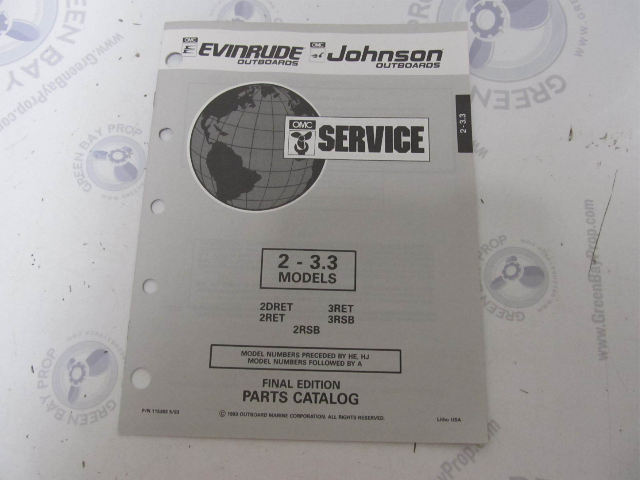 OMC EVINRUDE OUTBOARDS
OMC Johnson OUTBOARDS
2 - 3.3
OMC SERVICE
2 - 3.3
MODELS
2DRET 3RET
2RET 3RSB
2RSB
MODEL NUMBERS PRECEDED BY HE, HJ
MODEL NUMBERS FOLLOWED BY A
FINAL EDITION
PARTS CATALOG
© 1993 OUTBOARD MARINE CORPORATION. ALL RIGHTS RESERVED.
Litho USA
GREEN BAY PROP
www.GreenBayProp.com